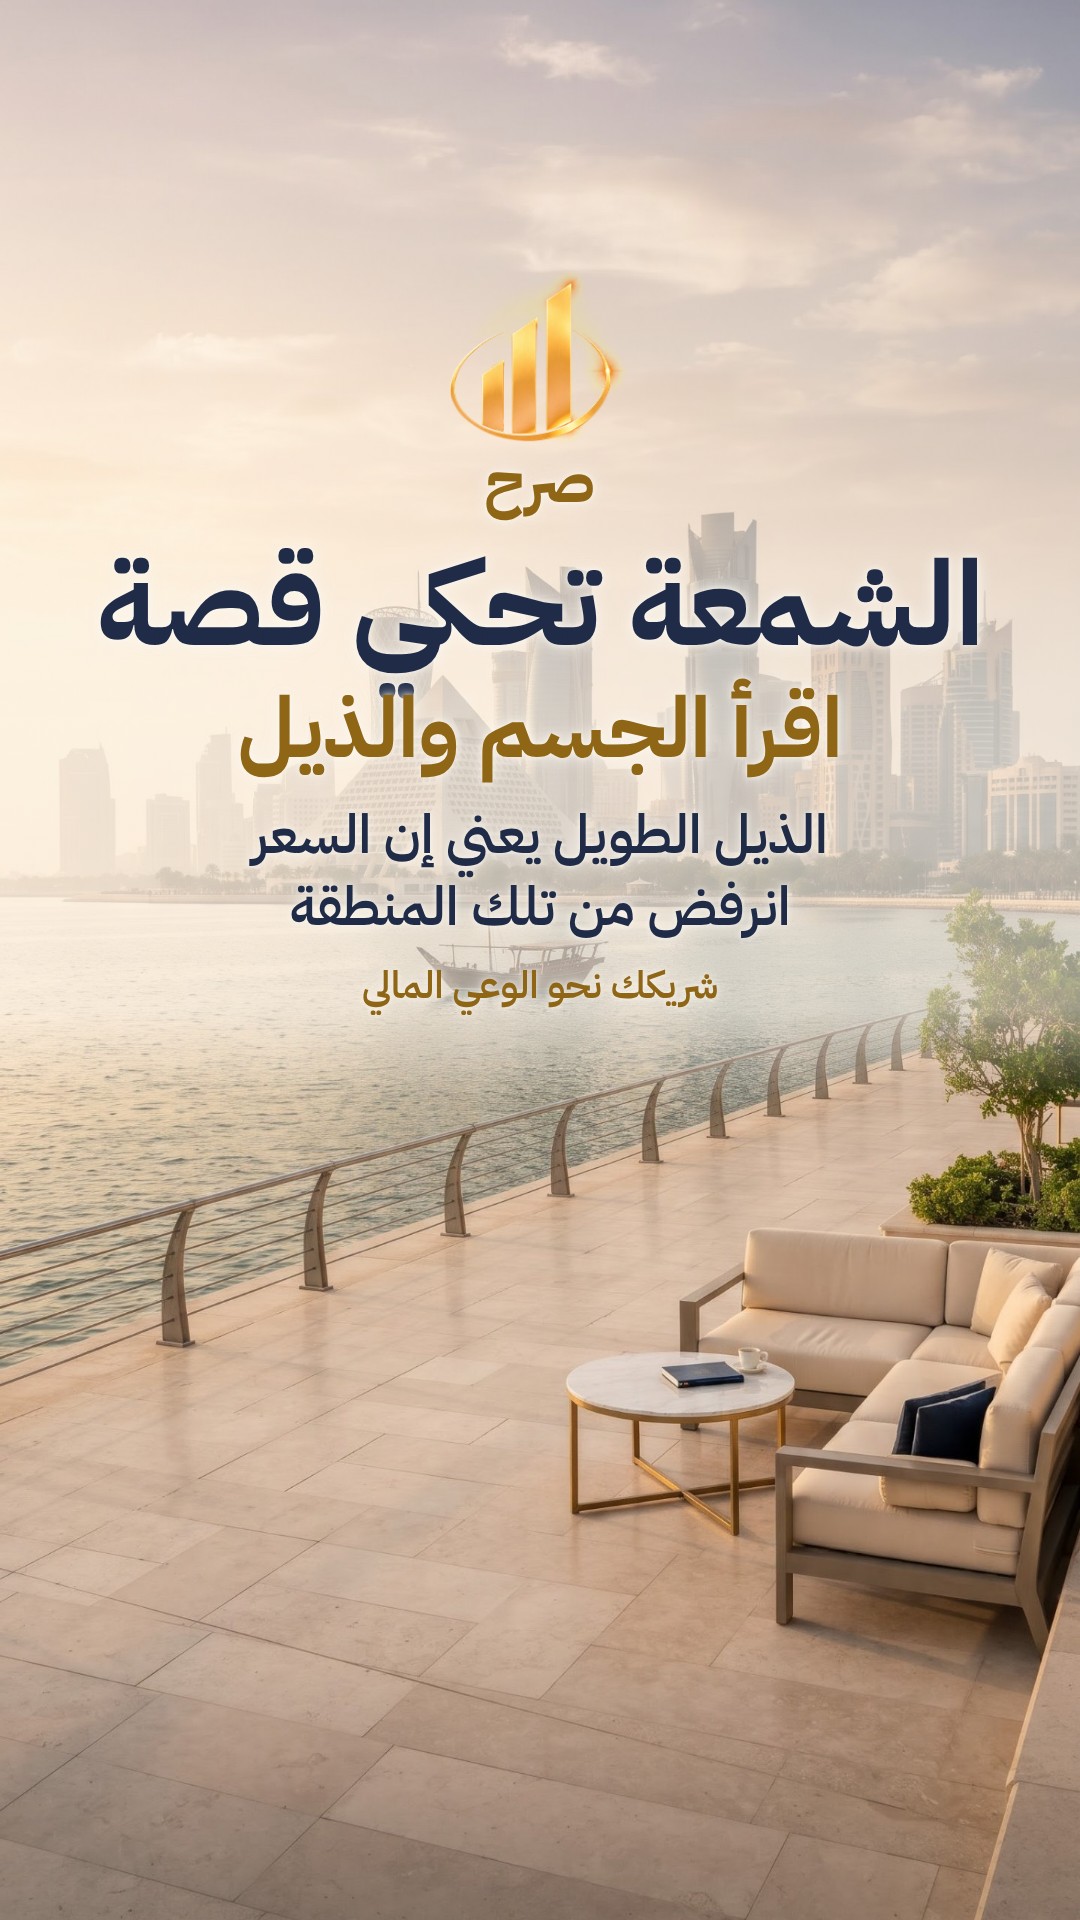 صرح
الشمعة تحكي قصة
اقرأ الجسم والذيل
الذيل الطويل يعني إن السعر
انرفض من تلك المنطقة
شريكك نحو الوعي المالي